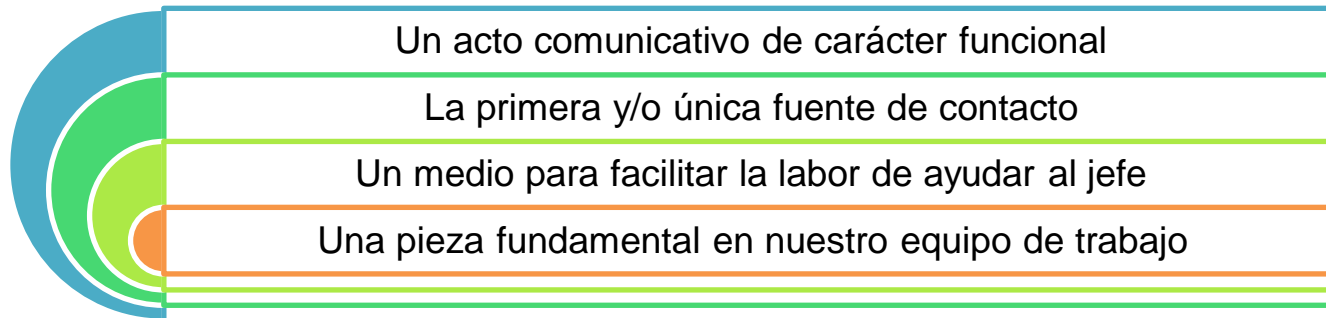 Un acto comunicativo de carácter funcional
La primera y/o única fuente de contacto
Un medio para facilitar la labor de ayudar al jefe
Una pieza fundamental en nuestro equipo de trabajo